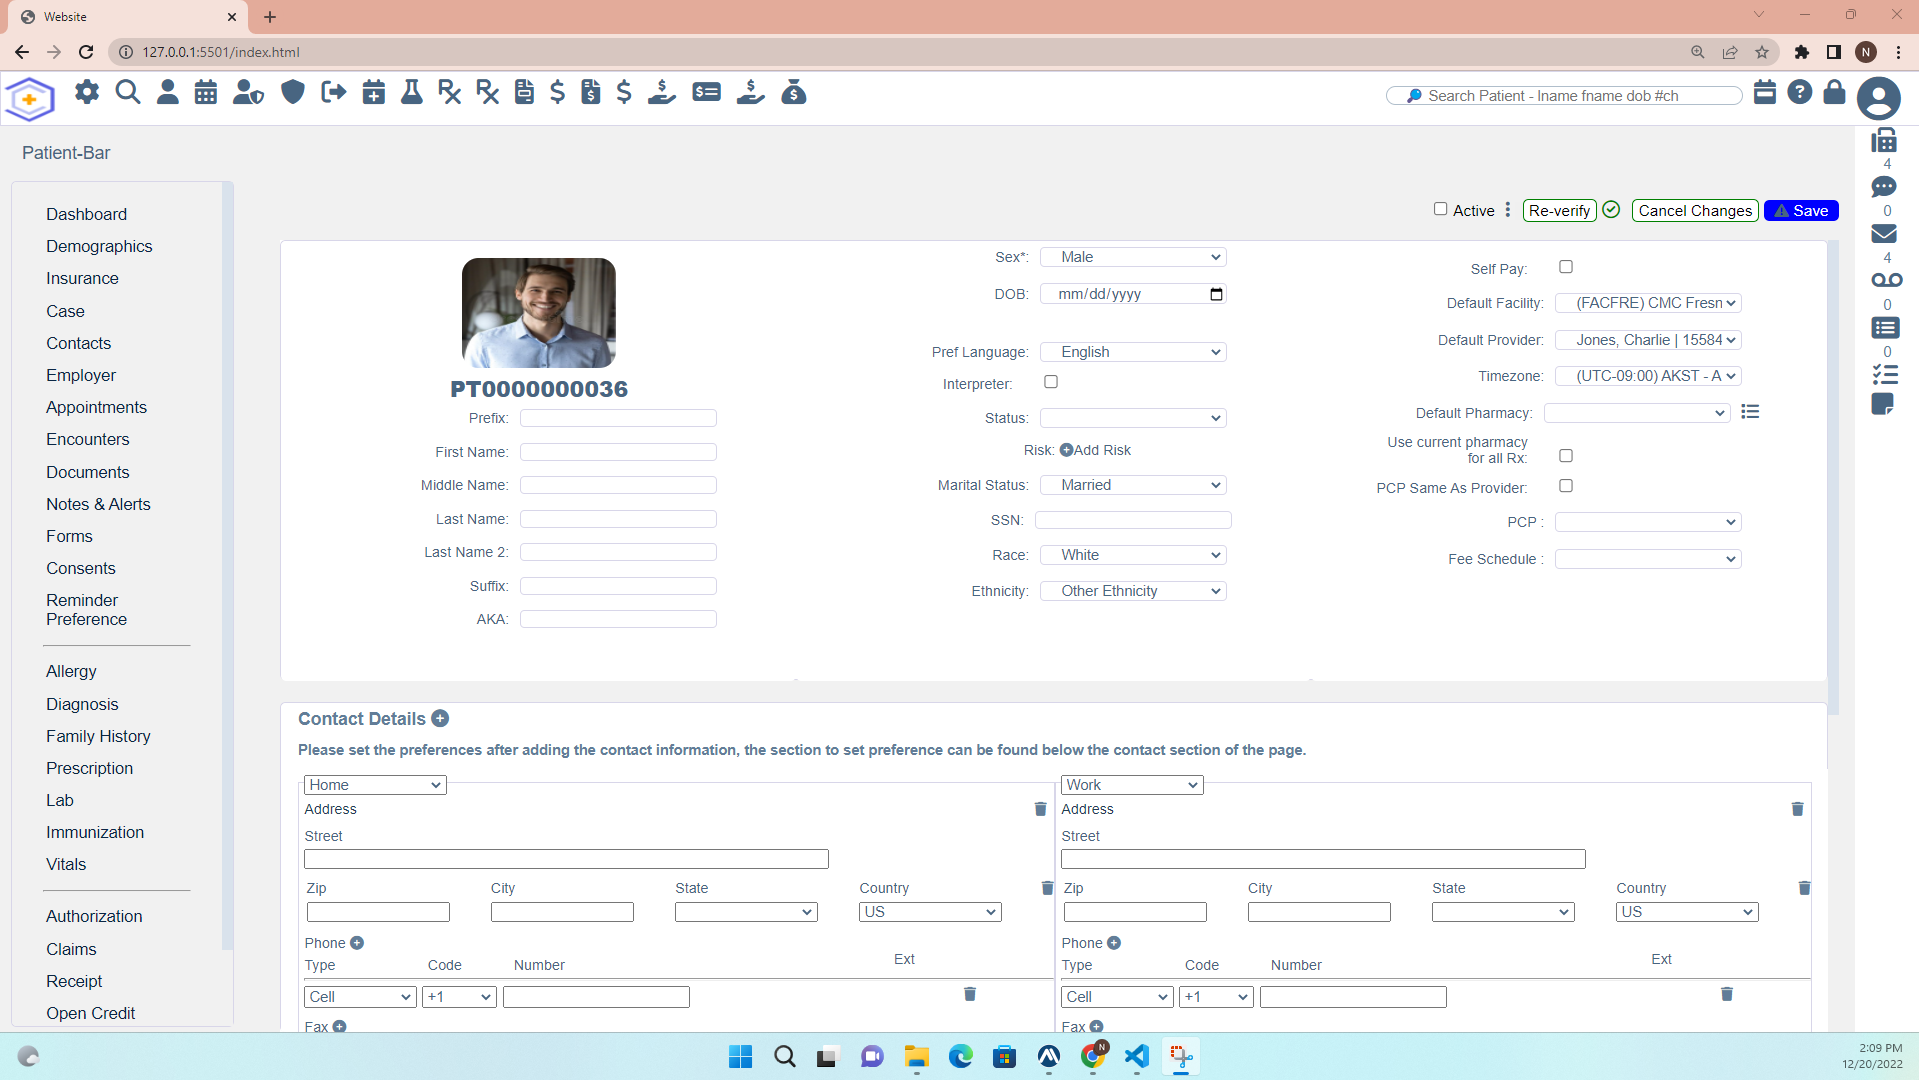 Website
127.0.0.1:5501/index.html
N
Search Patient - lname fname dob #ch
Patient-Bar
4
0
4
0
0
Dashboard
Demographics
Insurance
Case
Contacts
Employer
Appointments
Encounters
Documents
Notes & Alerts
Forms
Consents
Reminder
Preference
Allergy
Diagnosis
Family History
Prescription
Lab
Immunization
Vitals
Authorization
Claims
Receipt
Open Credit
Active
Re-verify
Cancel Changes
Save
PT0000000036
Prefix:
First Name:
Middle Name:
Last Name:
Last Name 2:
Suffix:
AKA:
Sex*: Male
DOB: mm/dd/yyyy
Pref Language: English
Interpreter:
Status:
Risk: Add Risk
Marital Status: Married
SSN:
Race: White
Ethnicity: Other Ethnicity
Self Pay:
Default Facility: (FACFRE) CMC Fresn
Default Provider: Jones, Charlie | 15584
Timezone: (UTC-09:00) AKST - A
Default Pharmacy:
Use current pharmacy
for all Rx:
PCP Same As Provider:
PCP :
Fee Schedule :
Contact Details
Please set the preferences after adding the contact information, the section to set preference can be found below the contact section of the page.
Home
Address
Street
Zip City State Country
US
Phone
Type Code Number Ext
Cell +1
Fax
Work
Address
Street
Zip City State Country
US
Phone
Type Code Number Ext
Cell +1
Fax
N
2:09 PM
12/20/2022